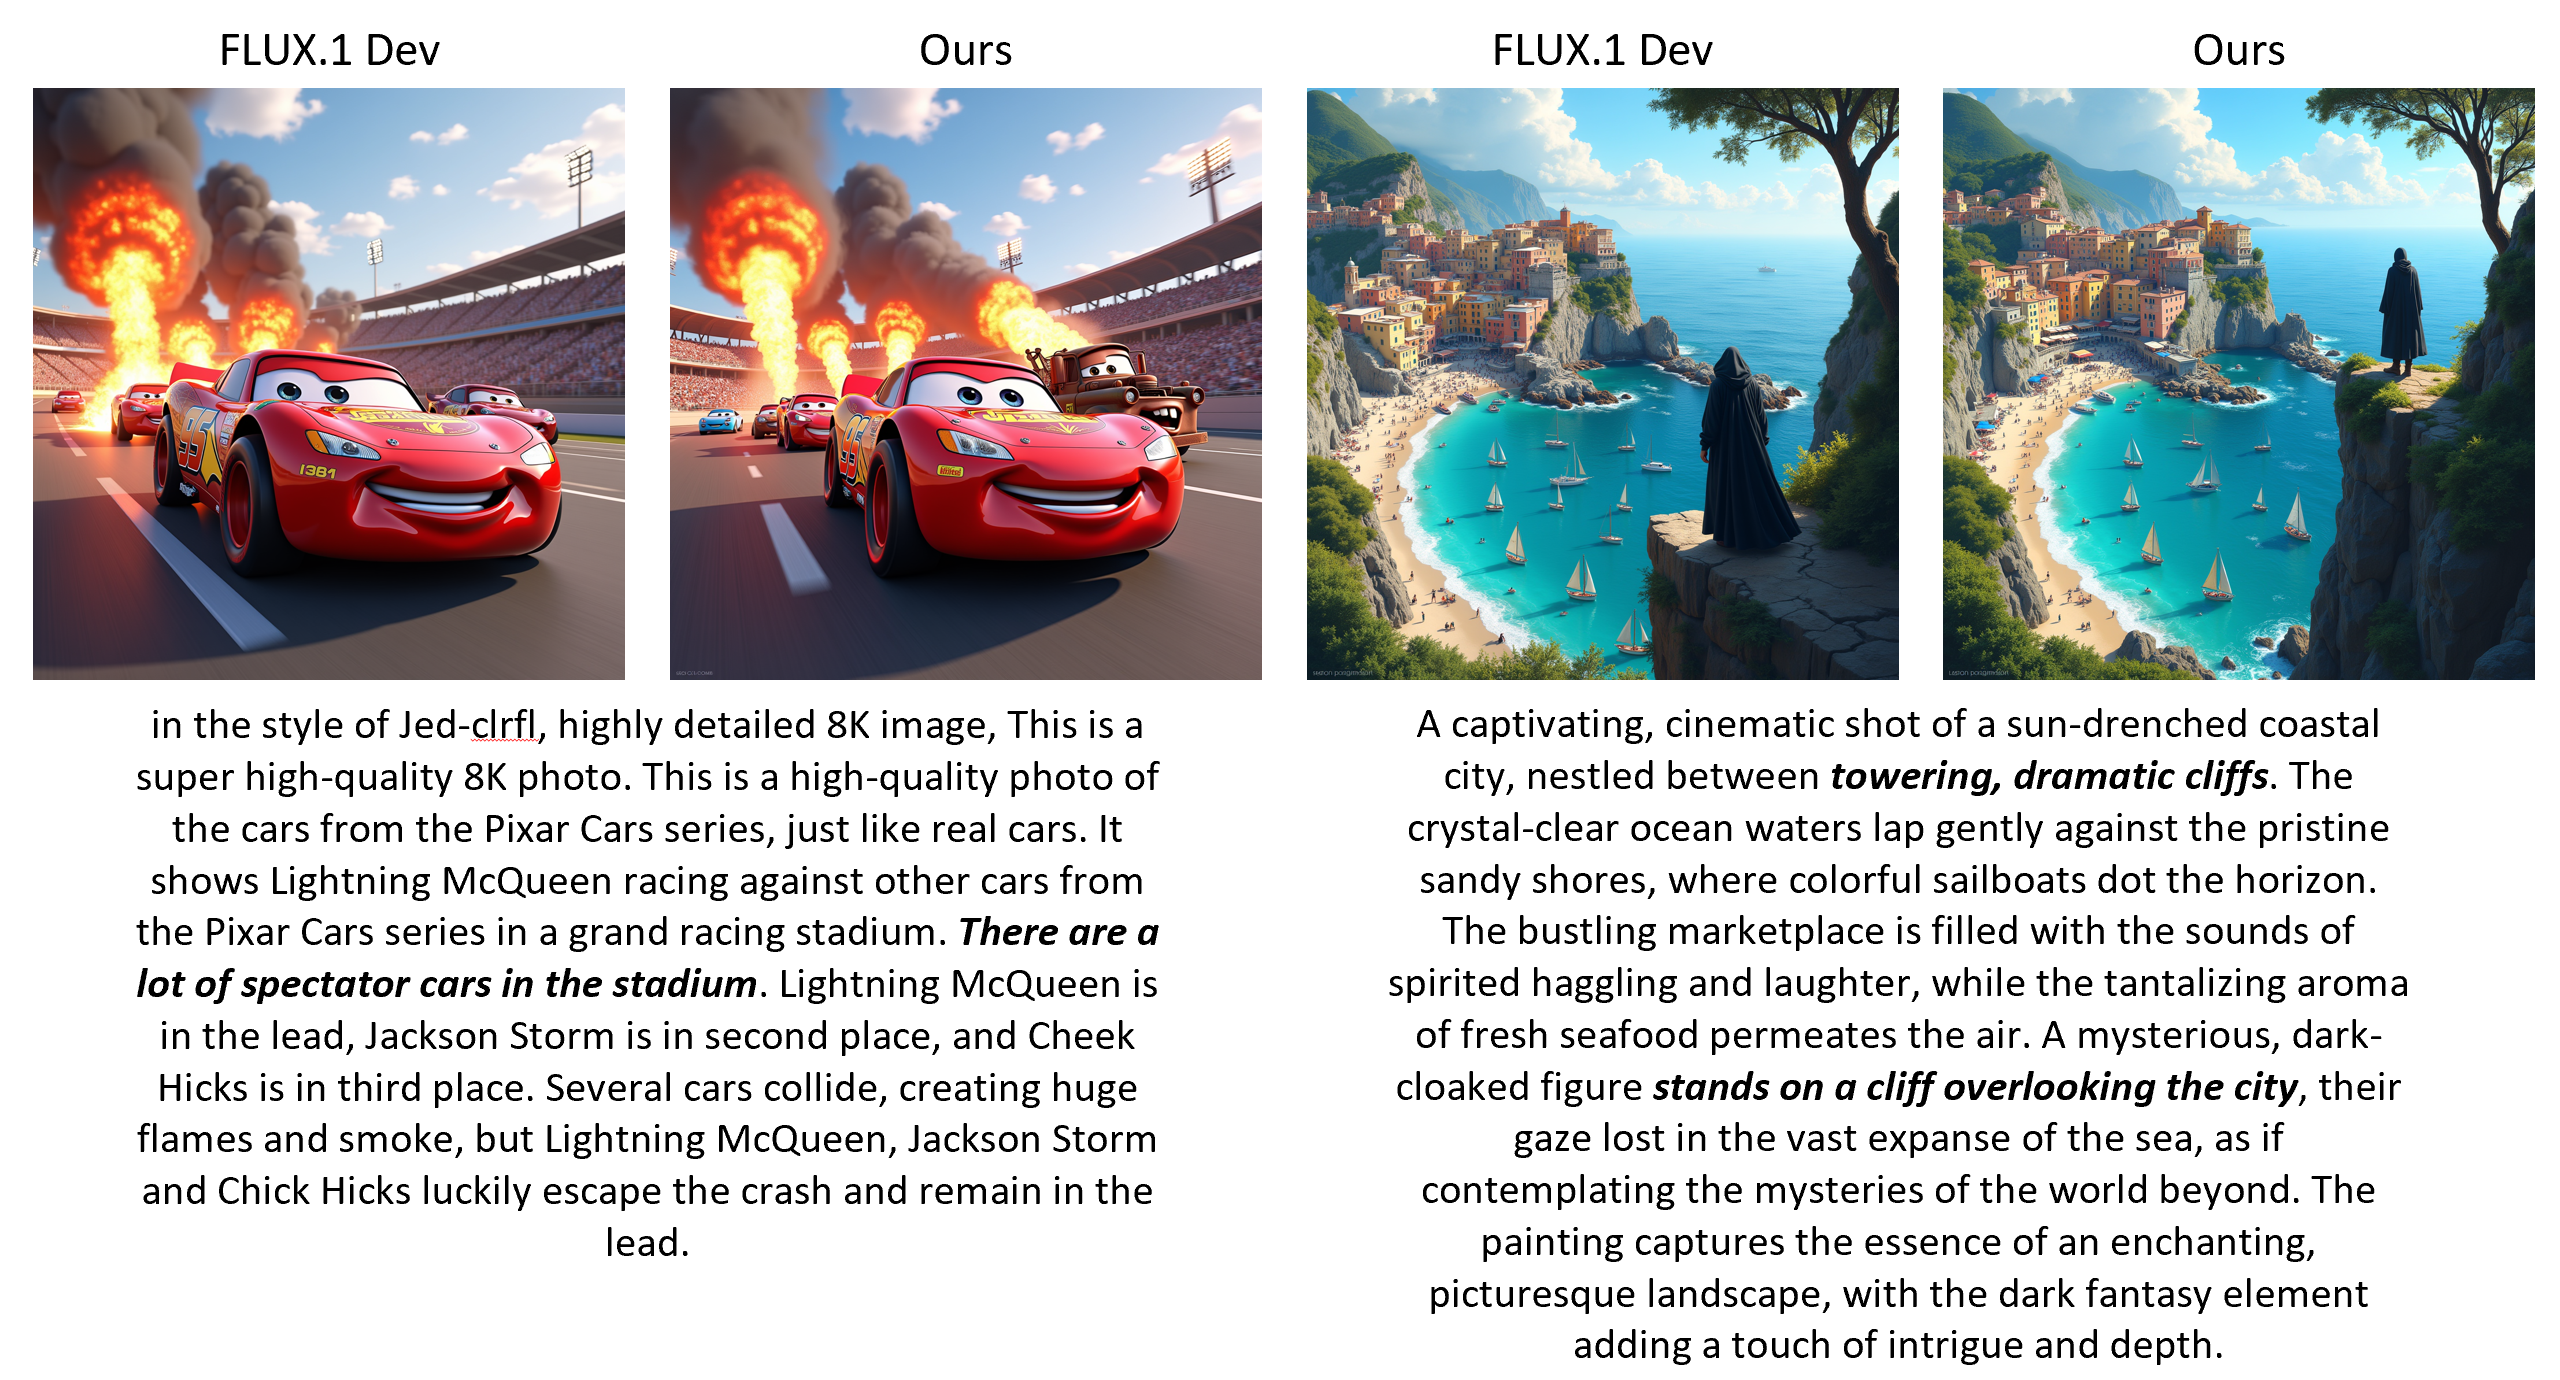 FLUX.1 Dev
Ours
FLUX.1 Dev
Ours
95
1381
95
in the style of Jed-clrfl, highly detailed 8K image, This is a
super high-quality 8K photo. This is a high-quality photo of
the cars from the Pixar Cars series, just like real cars. It
shows Lightning McQueen racing against other cars from
the Pixar Cars series in a grand racing stadium. There are a
lot of spectator cars in the stadium. Lightning McQueen is
in the lead, Jackson Storm is in second place, and Cheek
Hicks is in third place. Several cars collide, creating huge
flames and smoke, but Lightning McQueen, Jackson Storm
and Chick Hicks luckily escape the crash and remain in the
lead.
A captivating, cinematic shot of a sun-drenched coastal
city, nestled between towering, dramatic cliffs. The
crystal-clear ocean waters lap gently against the pristine
sandy shores, where colorful sailboats dot the horizon.
The bustling marketplace is filled with the sounds of
spirited haggling and laughter, while the tantalizing aroma
of fresh seafood permeates the air. A mysterious, dark-
cloaked figure stands on a cliff overlooking the city, their
gaze lost in the vast expanse of the sea, as if
contemplating the mysteries of the world beyond. The
painting captures the essence of an enchanting,
picturesque landscape, with the dark fantasy element
adding a touch of intrigue and depth.